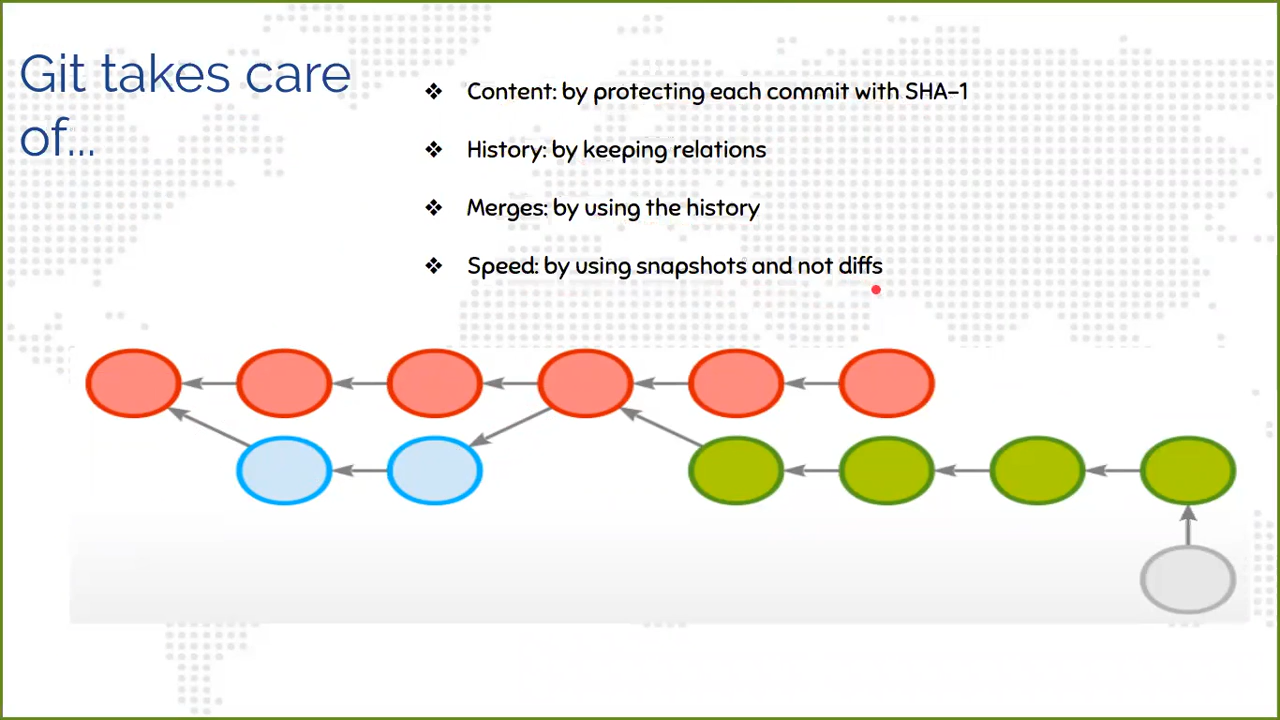 Git takes care
of...
❖ Content: by protecting each commit with SHA-1
❖ History: by keeping relations
❖ Merges: by using the history
❖ Speed: by using snapshots and not diffs